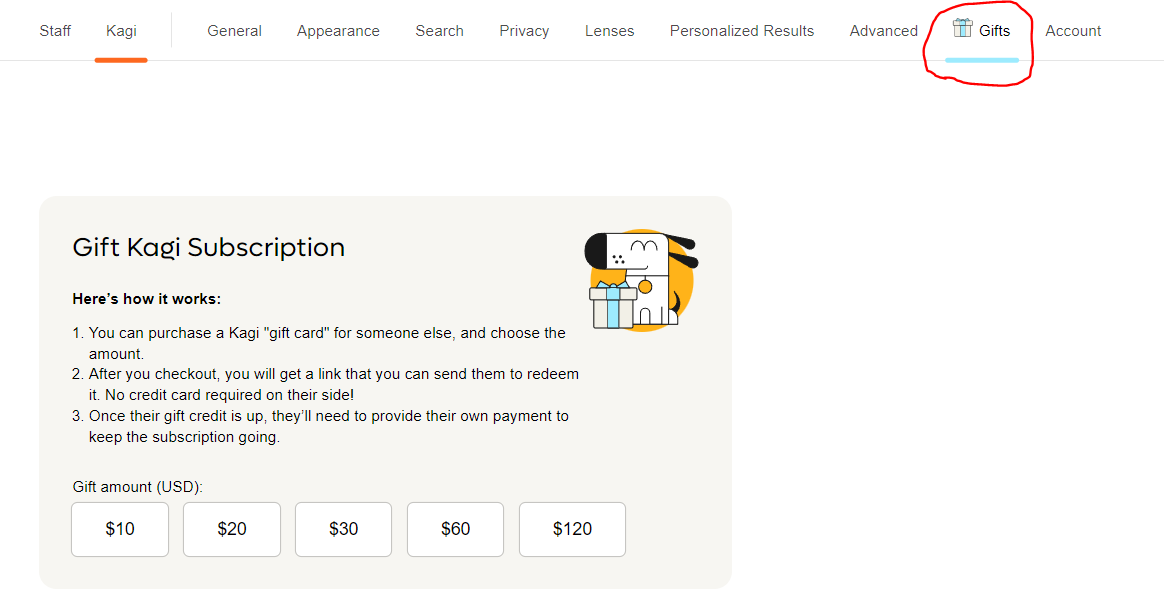 Staff Kagi General Appearance Search Privacy Lenses Personalized Results Advanced Gifts Account
Gift Kagi Subscription
Here’s how it works:
1. You can purchase a Kagi "gift card" for someone else, and choose the
amount.
2. After you checkout, you will get a link that you can send them to redeem
it. No credit card required on their side!
3. Once their gift credit is up, they’ll need to provide their own payment to
keep the subscription going.
Gift amount (USD):
$10 $20 $30 $60 $120